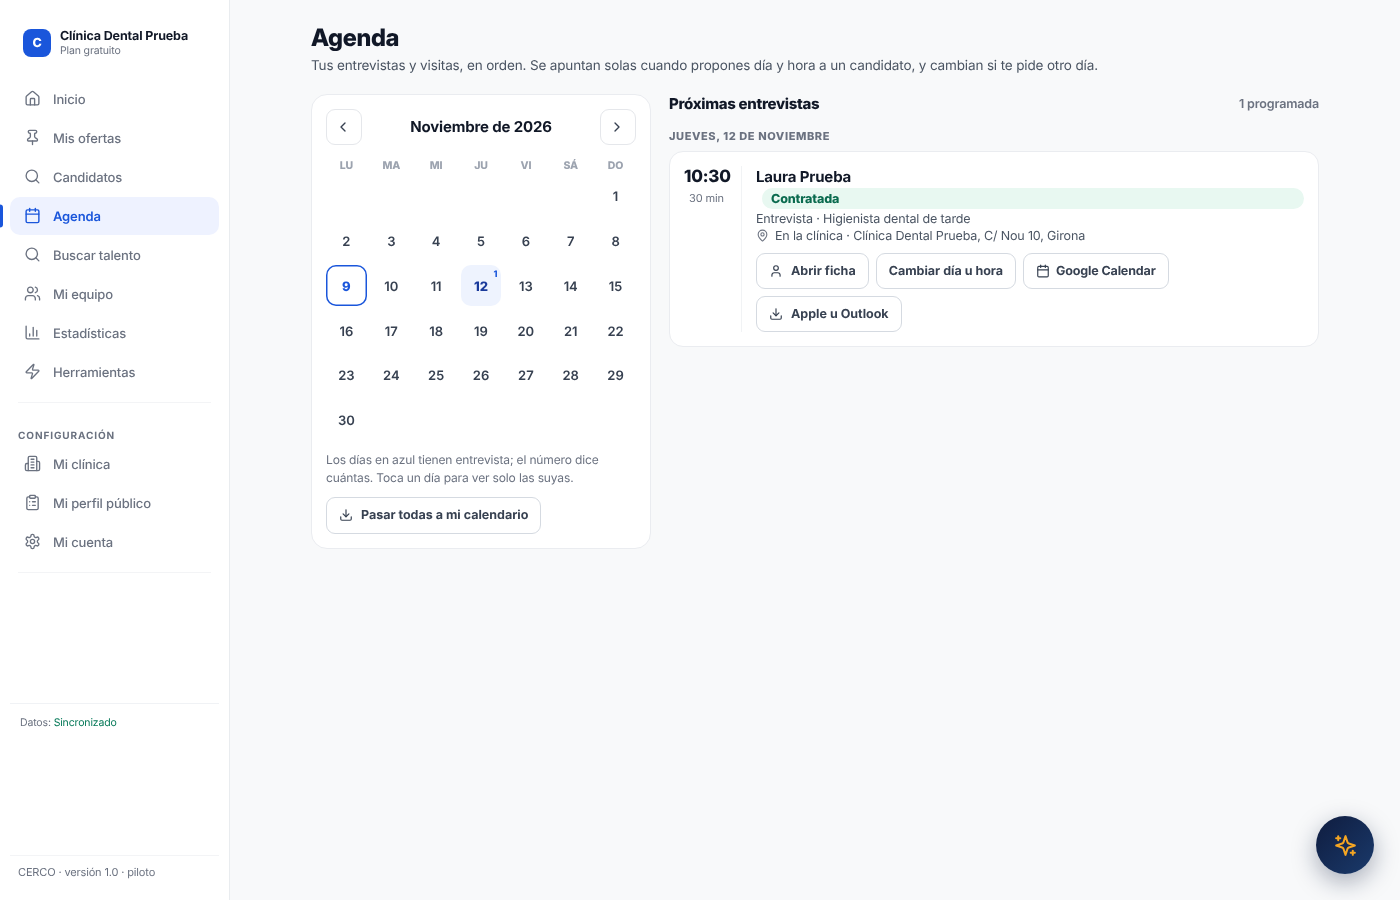 C
Clínica Dental Prueba
Plan gratuito
Inicio
Mis ofertas
Candidatos
Agenda
Buscar talento
Mi equipo
Estadísticas
Herramientas
CONFIGURACIÓN
Mi clínica
Mi perfil público
Mi cuenta
Datos: Sincronizado
CERCO · versión 1.0 · piloto
Agenda
Tus entrevistas y visitas, en orden. Se apuntan solas cuando propones día y hora a un candidato, y cambian si te pide otro día.
Noviembre de 2026
LU MA MI JU VI SÁ DO
1
2 3 4 5 6 7 8
9 10 11 12 1 13 14 15
16 17 18 19 20 21 22
23 24 25 26 27 28 29
30
Los días en azul tienen entrevista; el número dice
cuántas. Toca un día para ver solo las suyas.
Pasar todas a mi calendario
Próximas entrevistas
1 programada
JUEVES, 12 DE NOVIEMBRE
10:30
30 min
Laura Prueba
Contratada
Entrevista · Higienista dental de tarde
En la clínica · Clínica Dental Prueba, C/ Nou 10, Girona
Abrir ficha
Cambiar día u hora
Google Calendar
Apple u Outlook